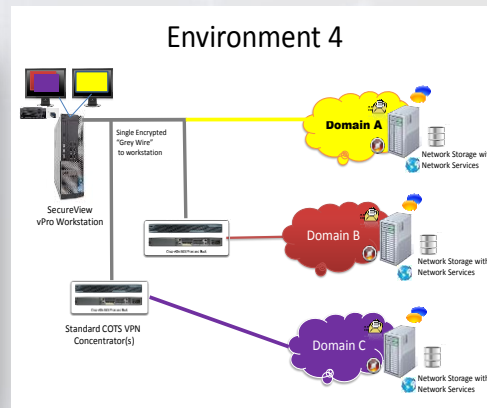 Environment 4
Single Encrypted
"Grey Wire"
to workstation
Domain A
Network Storage wit
Network Services
SecureView
vPro Workstation
Domain B
Network Storage with
Network Services
Standard COTS VPN
Concentrator(s)
Domain C
Network Storage with
Network Services